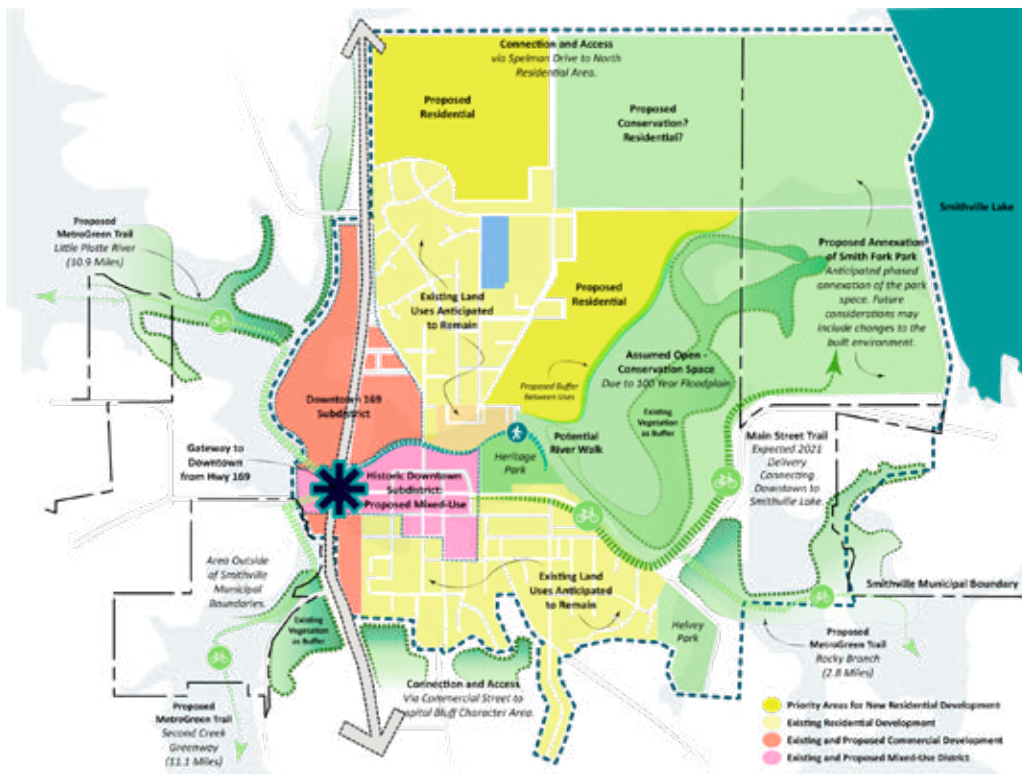 Connection and Access
via Spelman Drive to North
Residential Area.
Proposed
Residential
Proposed
Conservation?
Residential?
Smithville Lake
Proposed
MetroGreen Trail
Little Platte River
(10.9 Miles)
Proposed Annexation
of Smith Fork Park
Anticipated phased
annexation of the park
space. Future
considerations may
include changes to the
built environment.
Existing Land
Uses Anticipated
to Remain
Proposed
Residential
Assumed Open -
Conservation Space
Due to 100 Year Floodplain
Proposed Buffer
Between Uses
Existing
Vegetation
as Buffer
Downtown 169
Subdistrict
Gateway to
Downtown
from Hwy 169
Historic Downtown
Subdistrict:
Proposed Mixed-Use
Heritage
Park
Potential
River Walk
Main Street Trail
Expected 2021
Delivery
Connecting
Downtown to
Smithville Lake.
Area Outside
of Smithville
Municipal
Boundaries.
Existing
Vegetation
as Buffer
Existing Land
Uses Anticipated
to Remain
Smithville Municipal Boundary
Helvey
Park
Proposed
MetroGreen Trail
Rocky Branch
(2.8 Miles)
Connection and Access
Via Commercial Street to
Bluff Character Area.
Proposed
MetroGreen Trail
Second Creek
Greenway
(11.1 Miles)
Priority Areas for New Residential Development
Existing Residential Development
Existing and Proposed Commercial Development
Existing and Proposed Mixed-Use District